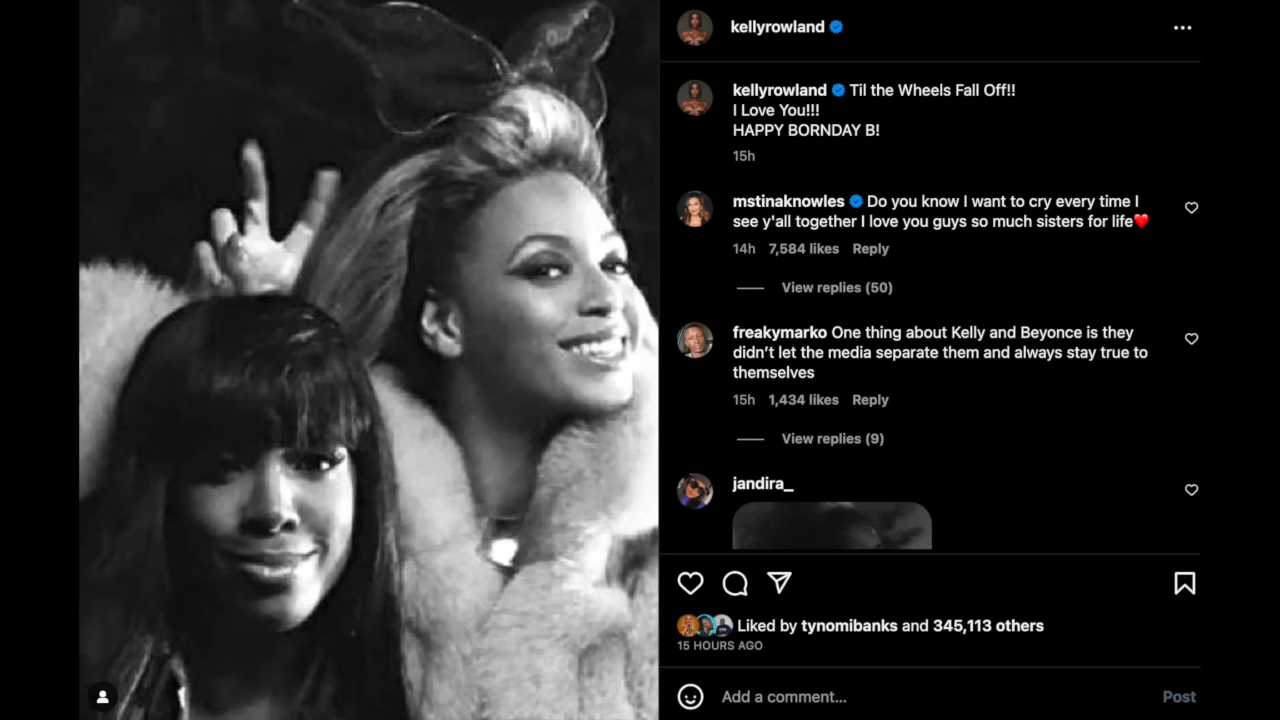 kellyrowland
kellyrowland Til the Wheels Fall Off!!
I Love You!!!
HAPPY BORNDAY B!
15h
mstinaknowles Do you know I want to cry every time I
see y'all together I love you guys so much sisters for life❤️
14h 7,584 likes Reply
View replies (50)
freakymarko One thing about Kelly and Beyonce is they
didn’t let the media separate them and always stay true to
themselves
15h 1,434 likes Reply
View replies (9)
jandira_
Liked by tynomibanks and 345,113 others
15 HOURS AGO
Add a comment... Post